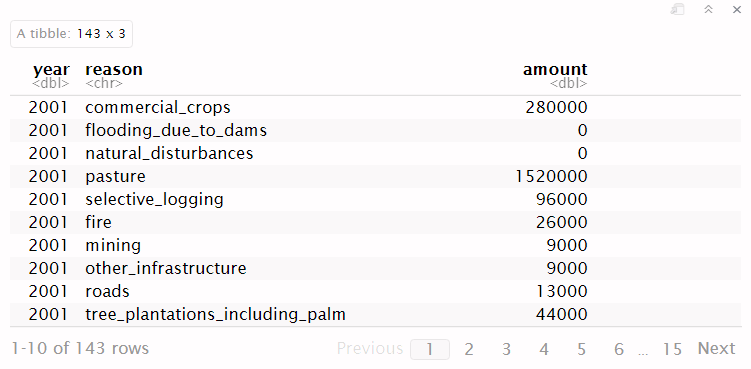 A tibble: 143 x 3
year reason amount
<dbl> <chr> <dbl>
2001 commercial_crops 280000
2001 flooding_due_to_dams 0
2001 natural_disturbances 0
2001 pasture 1520000
2001 selective_logging 96000
2001 fire 26000
2001 mining 9000
2001 other_infrastructure 9000
2001 roads 13000
2001 tree_plantations_including_palm 44000
1-10 of 143 rows Previous 1 2 3 4 5 6 ... 15 Next